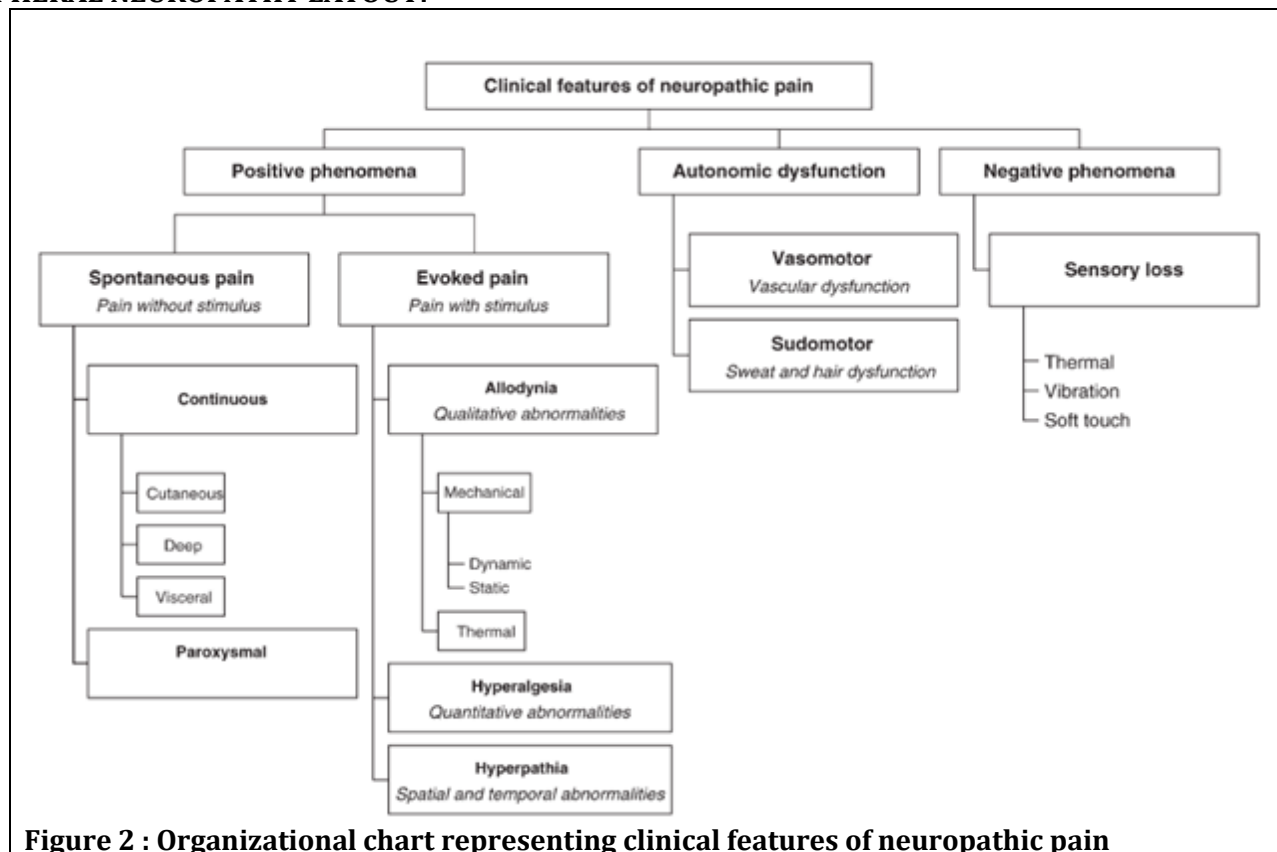 Clinical features of neuropathic pain
Positive phenomena
Autonomic dysfunction
Negative phenomena
Spontaneous pain
Pain without stimulus
Evoked pain
Pain with stimulus
Vasomotor
Vascular dysfunction
Sudomotor
Sweat and hair dysfunction
Sensory loss
Thermal
Vibration
Soft touch
Continuous
Cutaneous
Deep
Visceral
Paroxysmal
Allodynia
Qualitative abnormalities
Mechanical
Dynamic
Static
Thermal
Hyperalgesia
Quantitative abnormalities
Hyperpathia
Spatial and temporal abnormalities
Figure 2 : Organizational chart representing clinical features of neuropathic pain